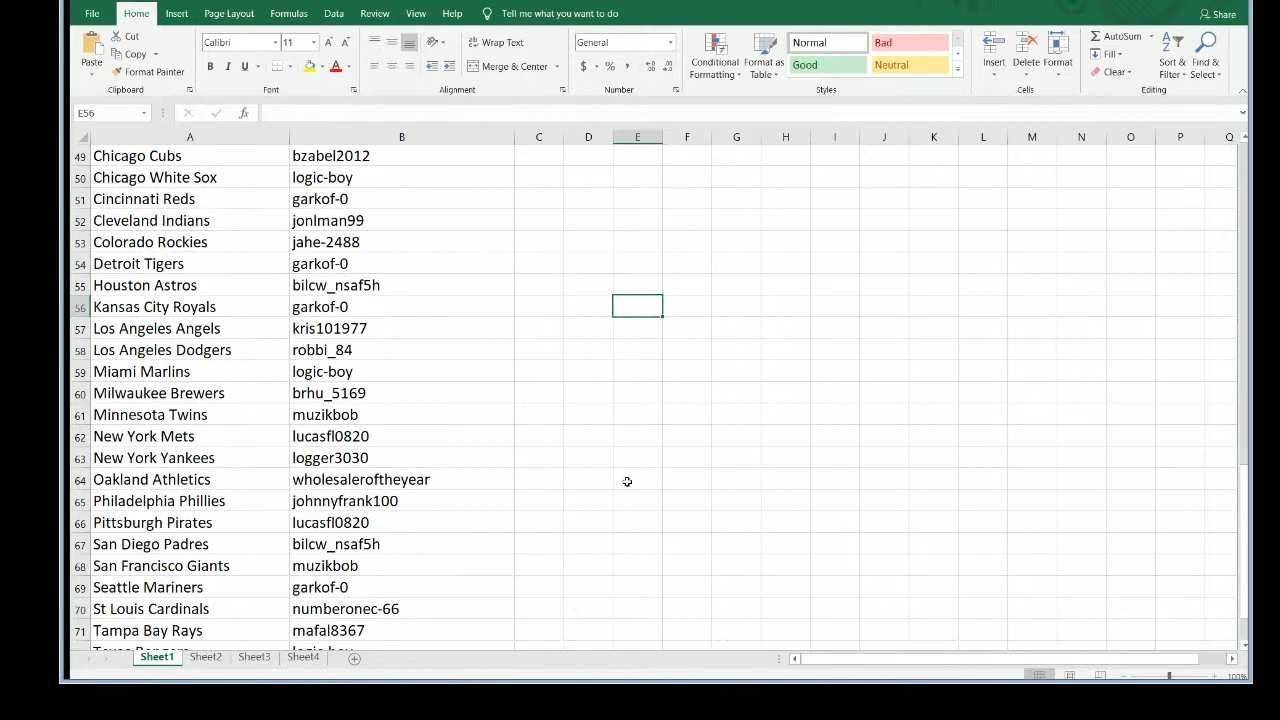 File Home Insert Page Layout Formulas Data Review View Help Tell me what you want to do Share
Paste Cut Copy Format Painter Clipboard
Calibri 11 A A B I U A Font
Wrap Text Merge & Center Alignment
General $ % , Number
Conditional Formatting Format as Table Normal Bad Good Neutral Styles
Insert Delete Format Cells
AutoSum Fill Clear Sort & Filter Find & Select Editing
E56 fx
A B C D E F G H I J K L M N O P Q
49 Chicago Cubs bzabel2012
50 Chicago White Sox logic-boy
51 Cincinnati Reds garkof-0
52 Cleveland Indians jonlman99
53 Colorado Rockies jahe-2488
54 Detroit Tigers garkof-0
55 Houston Astros bilcw_nsaf5h
56 Kansas City Royals garkof-0
57 Los Angeles Angels kris101977
58 Los Angeles Dodgers robbi_84
59 Miami Marlins logic-boy
60 Milwaukee Brewers brhu_5169
61 Minnesota Twins muzikbob
62 New York Mets lucasfl0820
63 New York Yankees logger3030
64 Oakland Athletics wholesaleroftheyear
65 Philadelphia Phillies johnnyfrank100
66 Pittsburgh Pirates lucasfl0820
67 San Diego Padres bilcw_nsaf5h
68 San Francisco Giants muzikbob
69 Seattle Mariners garkof-0
70 St Louis Cardinals numberonec-66
71 Tampa Bay Rays mafal8367
Sheet1 Sheet2 Sheet3 Sheet4
100%